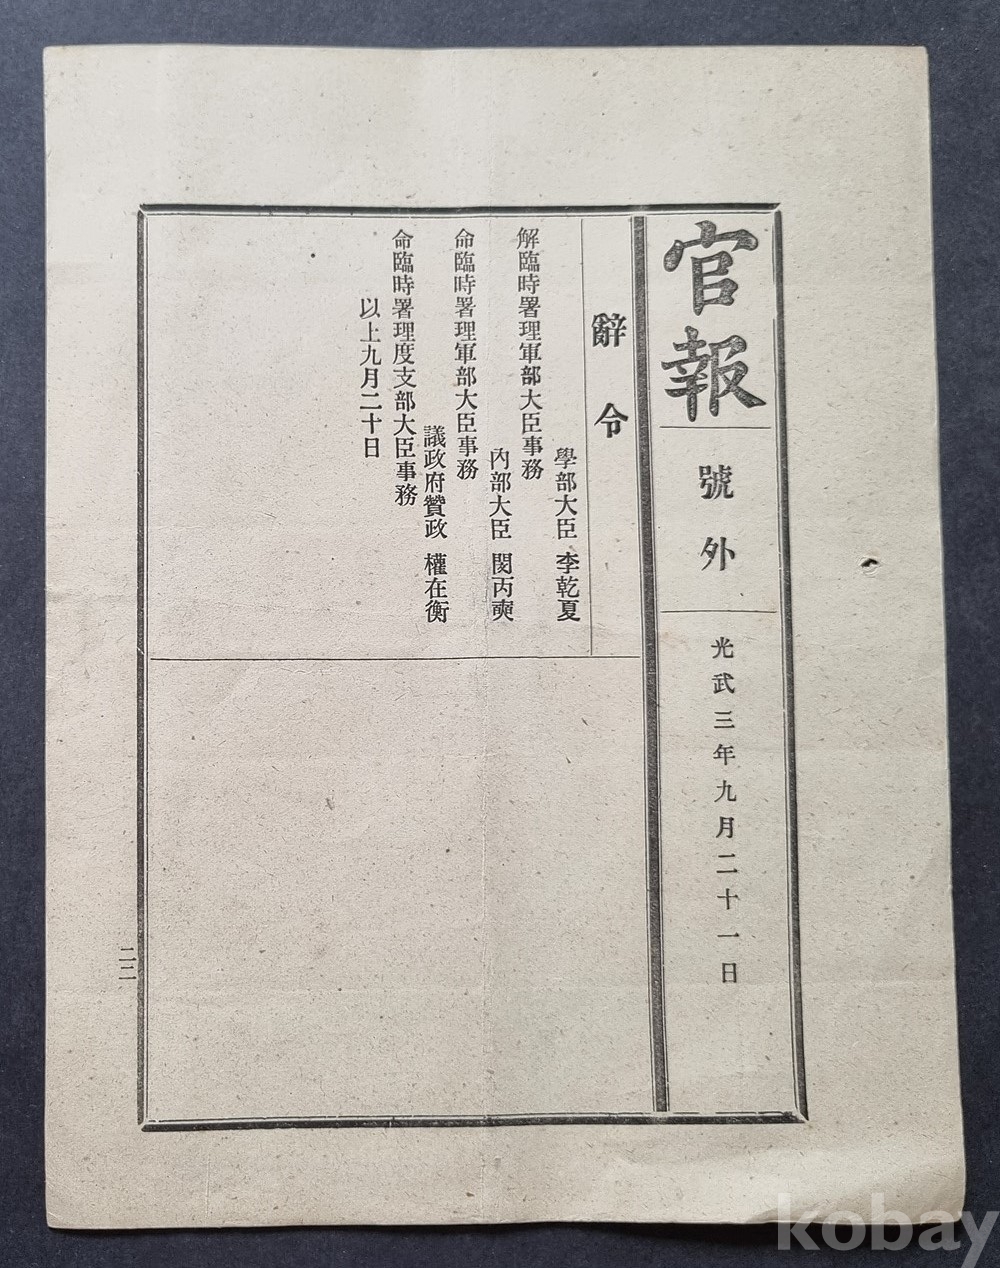 官報
號外
光武三年九月二十一日
辭令
學部大臣 李乾夏
解臨時署理軍部大臣事務
內部大臣 閔丙奭
命臨時署理軍部大臣事務
議政府贊政 權在衡
命臨時署理度支部大臣事務
以上九月二十日
二二
kobay